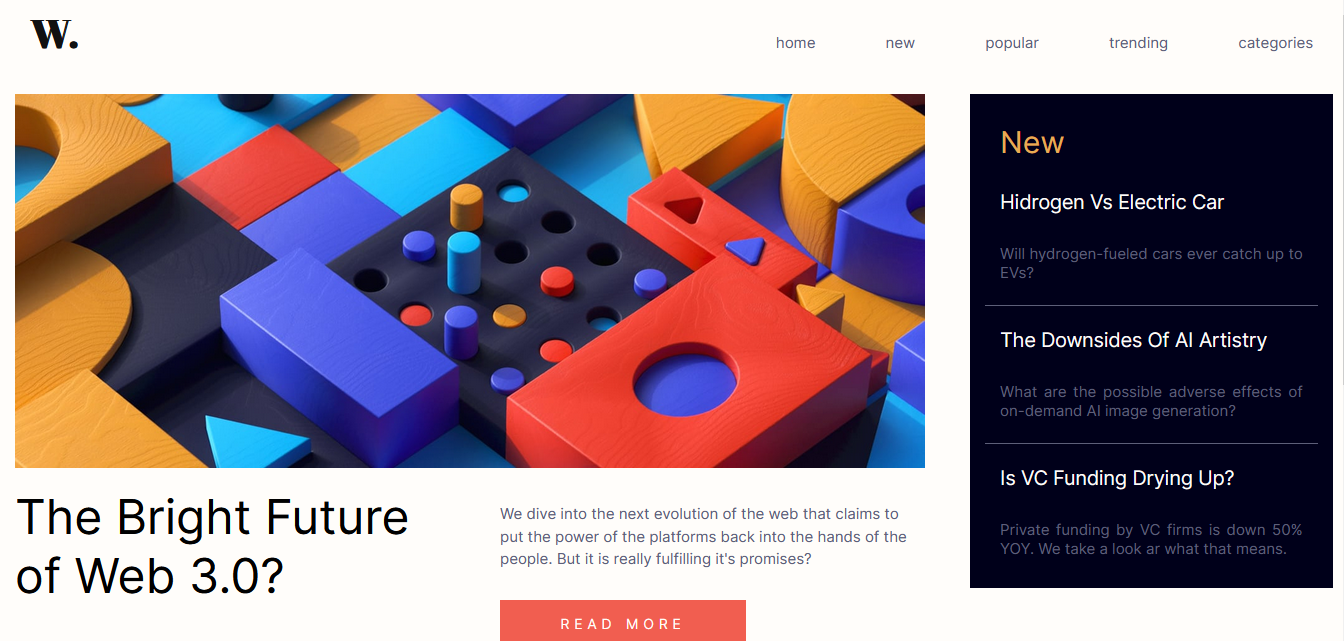 W.
home new popular trending categories
The Bright Future
of Web 3.0?
We dive into the next evolution of the web that claims to
put the power of the platforms back into the hands of the
people. But it is really fulfilling it's promises?
READ MORE
New
Hidrogen Vs Electric Car
Will hydrogen-fueled cars ever catch up to
EVs?
The Downsides Of AI Artistry
What are the possible adverse effects of
on-demand AI image generation?
Is VC Funding Drying Up?
Private funding by VC firms is down 50%
YOY. We take a look ar what that means.